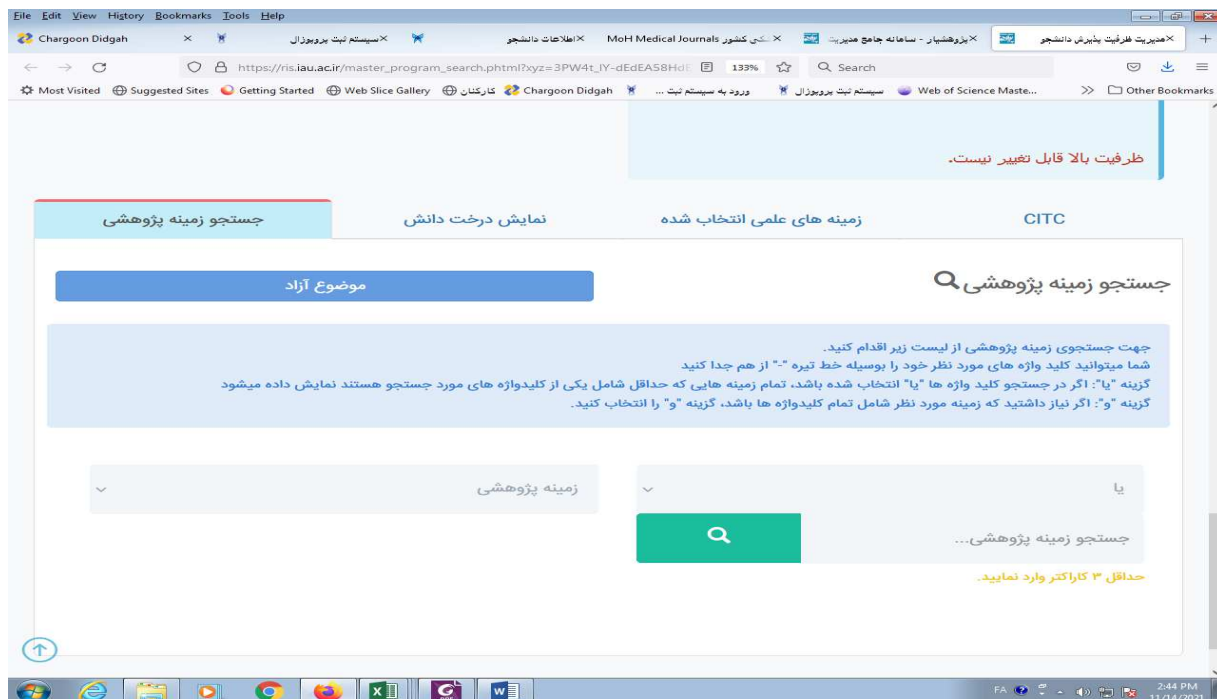 File Edit View History Bookmarks Tools Help
Chargoon Didgah
سیستم ثبت پروپوزال
اطلاعات دانشجو
MoH Medical Journals کی کشور
پژوهشیار - سامانه جامع مدیریت
مدیریت ظرفیت پذیرش دانشجو
https://ris.iau.ac.ir/master_program_search.phtml?xyz=3PW4t_lY-dEdEA58HdE 133% Search
Most Visited Suggested Sites Getting Started Web Slice Gallery کارکنان Chargoon Didgah ورود به سیستم ثبت ... سیستم ثبت پروپوزال Web of Science Maste... Other Bookmarks
ظرفیت بالا قابل تغییر نیست.
CITC
زمینه های علمی انتخاب شده
نمایش درخت دانش
جستجو زمینه پژوهشی
جستجو زمینه پژوهشی
موضوع آزاد
جهت جستجوی زمینه پژوهشی از لیست زیر اقدام کنید.
شما میتوانید کلید واژه های مورد نظر خود را بوسیله خط تیره "-" از هم جدا کنید
گزینه "یا": اگر در جستجو کلید واژه ها "یا" انتخاب شده باشد، تمام زمینه هایی که حداقل شامل یکی از کلیدواژه های مورد جستجو هستند نمایش داده میشود
گزینه "و": اگر نیاز داشتید که زمینه مورد نظر شامل تمام کلیدواژه ها باشد، گزینه "و" را انتخاب کنید.
یا
زمینه پژوهشی
جستجو زمینه پژوهشی...
حداقل ۳ کاراکتر وارد نمایید.
FA 2:44 PM
11/14/2021